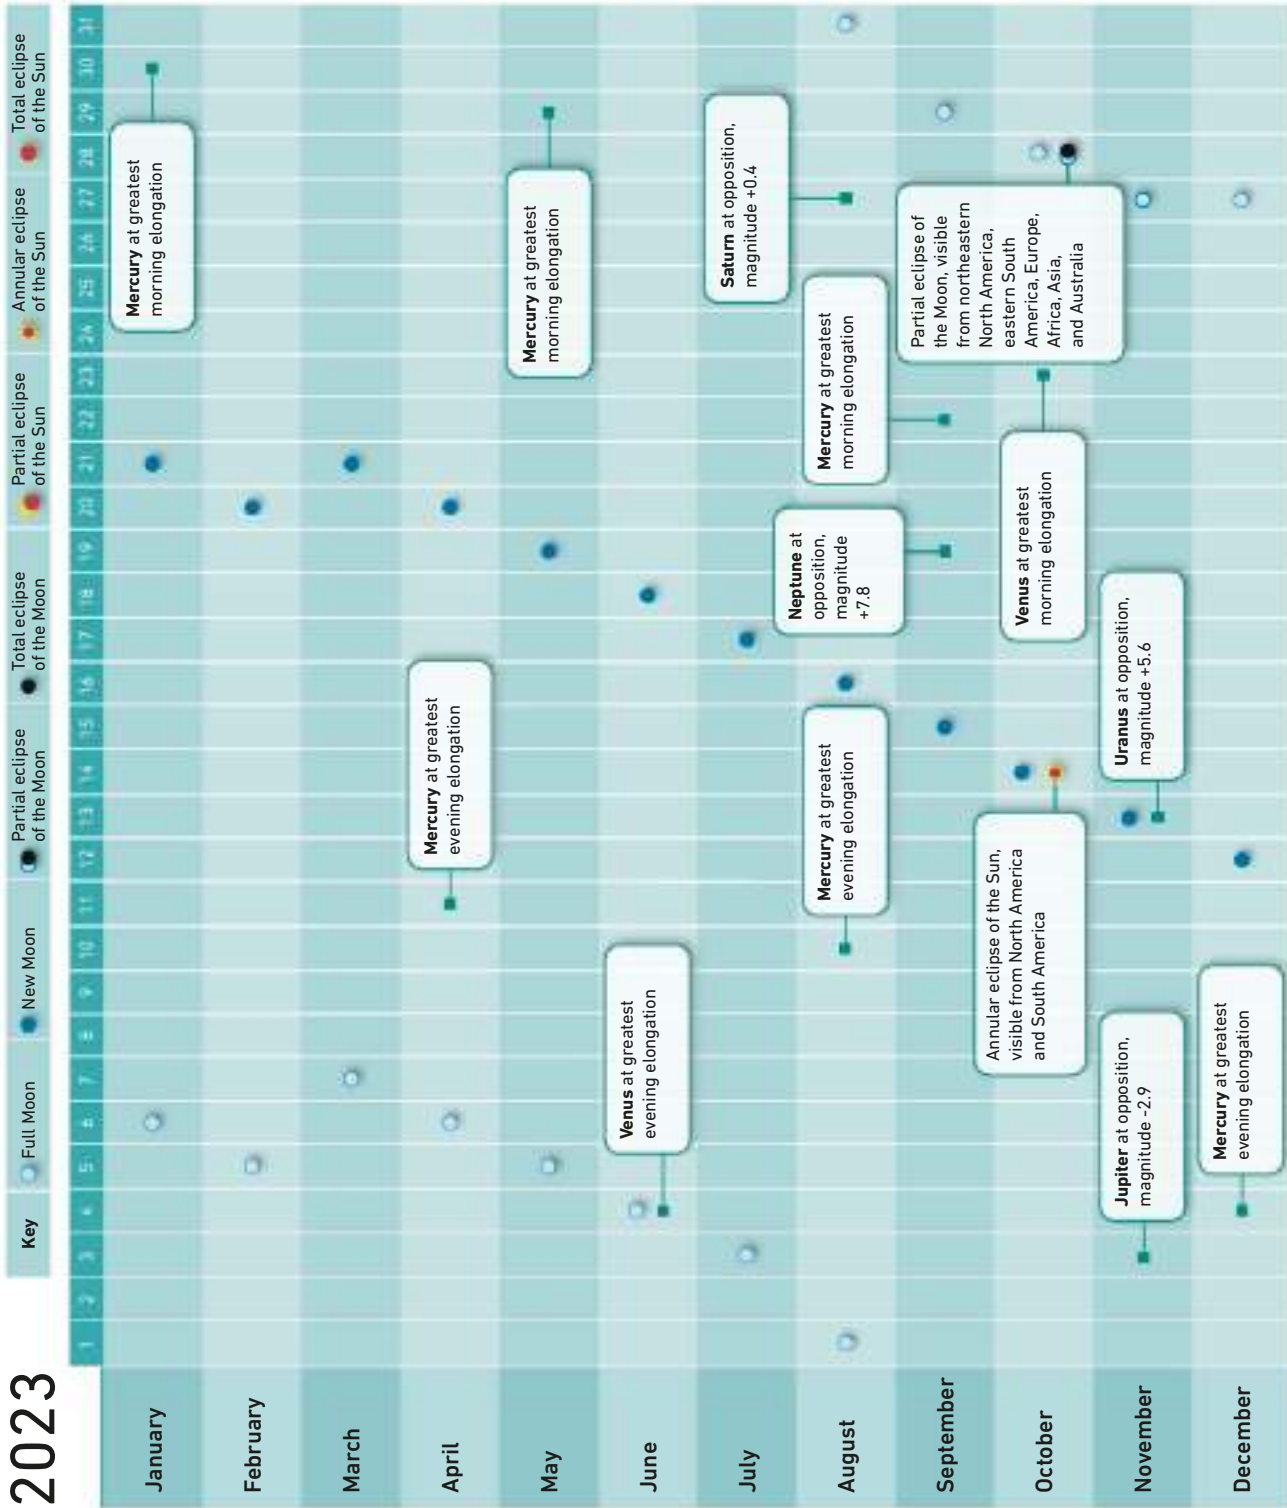 2023
Key
Full Moon
New Moon
Partial eclipse
of the Moon
Total eclipse
of the Moon
Partial eclipse
of the Sun
Annular eclipse
of the Sun
Total eclipse
of the Sun
1 2 3 4 5 6 7 8 9 10 11 12 13 14 15 16 17 18 19 20 21 22 23 24 25 26 27 28 29 30 31
January
Mercury at greatest
morning elongation
February
March
April
Mercury at greatest
evening elongation
May
Mercury at greatest
morning elongation
June
Venus at greatest
evening elongation
July
Saturn at opposition,
magnitude +0.4
August
Mercury at greatest
evening elongation
Neptune at
opposition,
magnitude
+7.8
Mercury at greatest
morning elongation
September
Partial eclipse of
the Moon, visible
from northeastern
North America,
eastern South
America, Europe,
Africa, Asia,
and Australia
October
Annular eclipse of the Sun,
visible from North America
and South America
Venus at greatest
morning elongation
November
Jupiter at opposition,
magnitude -2.9
Uranus at opposition,
magnitude +5.6
December
Mercury at greatest
evening elongation